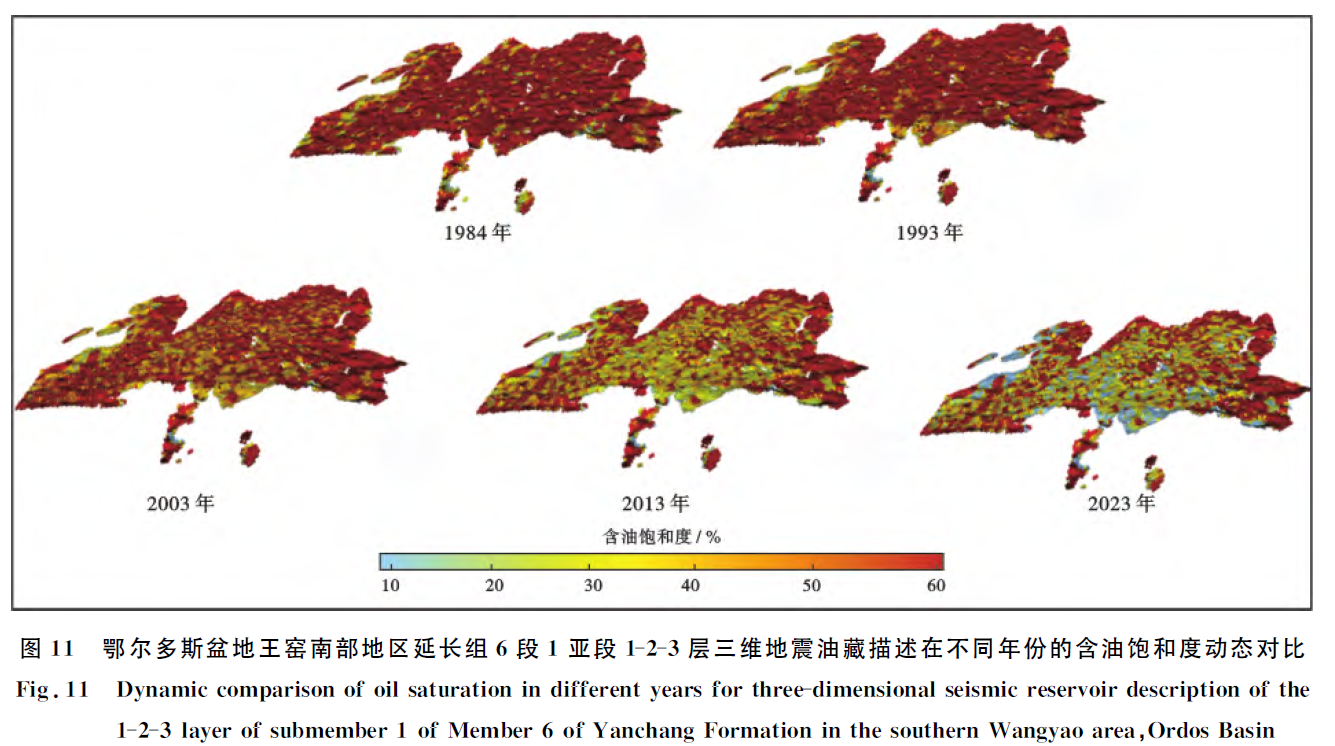 1984 年
1993 年
2003 年
2013 年
2023 年
含油饱和度 / %
10 20 30 40 50 60
图 11 鄂尔多斯盆地王窑南部地区延长组 6 段 1 亚段 1-2-3 层三维地震油藏描述在不同年份的含油饱和度动态对比
Fig. 11 Dynamic comparison of oil saturation in different years for three-dimensional seismic reservoir description of the
1-2-3 layer of submember 1 of Member 6 of Yanchang Formation in the southern Wangyao area,Ordos Basin